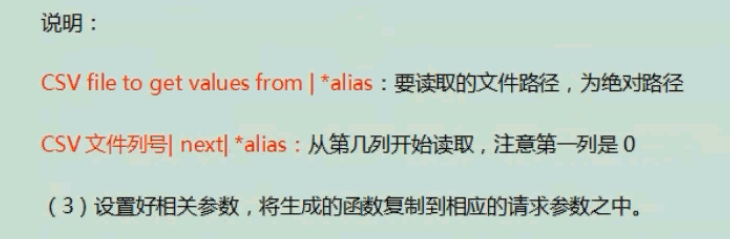 说明：
CSV file to get values from | *alias：要读取的文件路径，为绝对路径
CSV 文件列号| next| *alias：从第几列开始读取，注意第一列是 0
（3）设置好相关参数，将生成的函数复制到相应的请求参数之中。